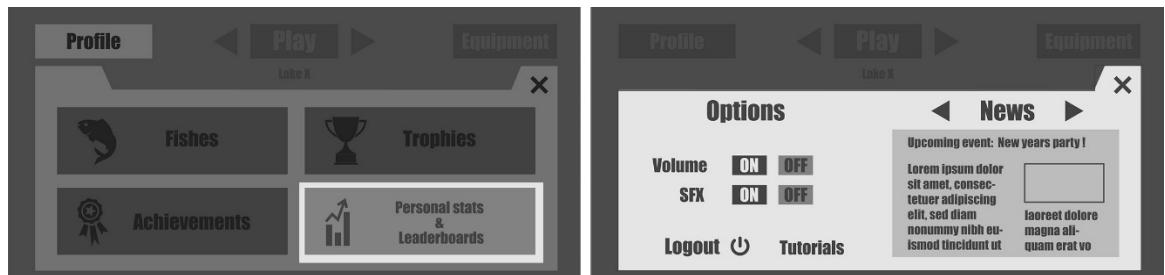 Profile
Play
Equipment
Lake X
Fishes
Trophies
Achievements
Personal stats
&
Leaderboards
Profile
Play
Equipment
Lake X
Options
Volume ON OFF
SFX ON OFF
Logout
Tutorials
News
Upcoming event: New years party !
Lorem ipsum dolor
sit amet, consec-
tetuer adipiscing
elit, sed diam
nonummy nibh eu-
ismod tincidunt ut
laoreet dolore
magna ali-
quam erat vo